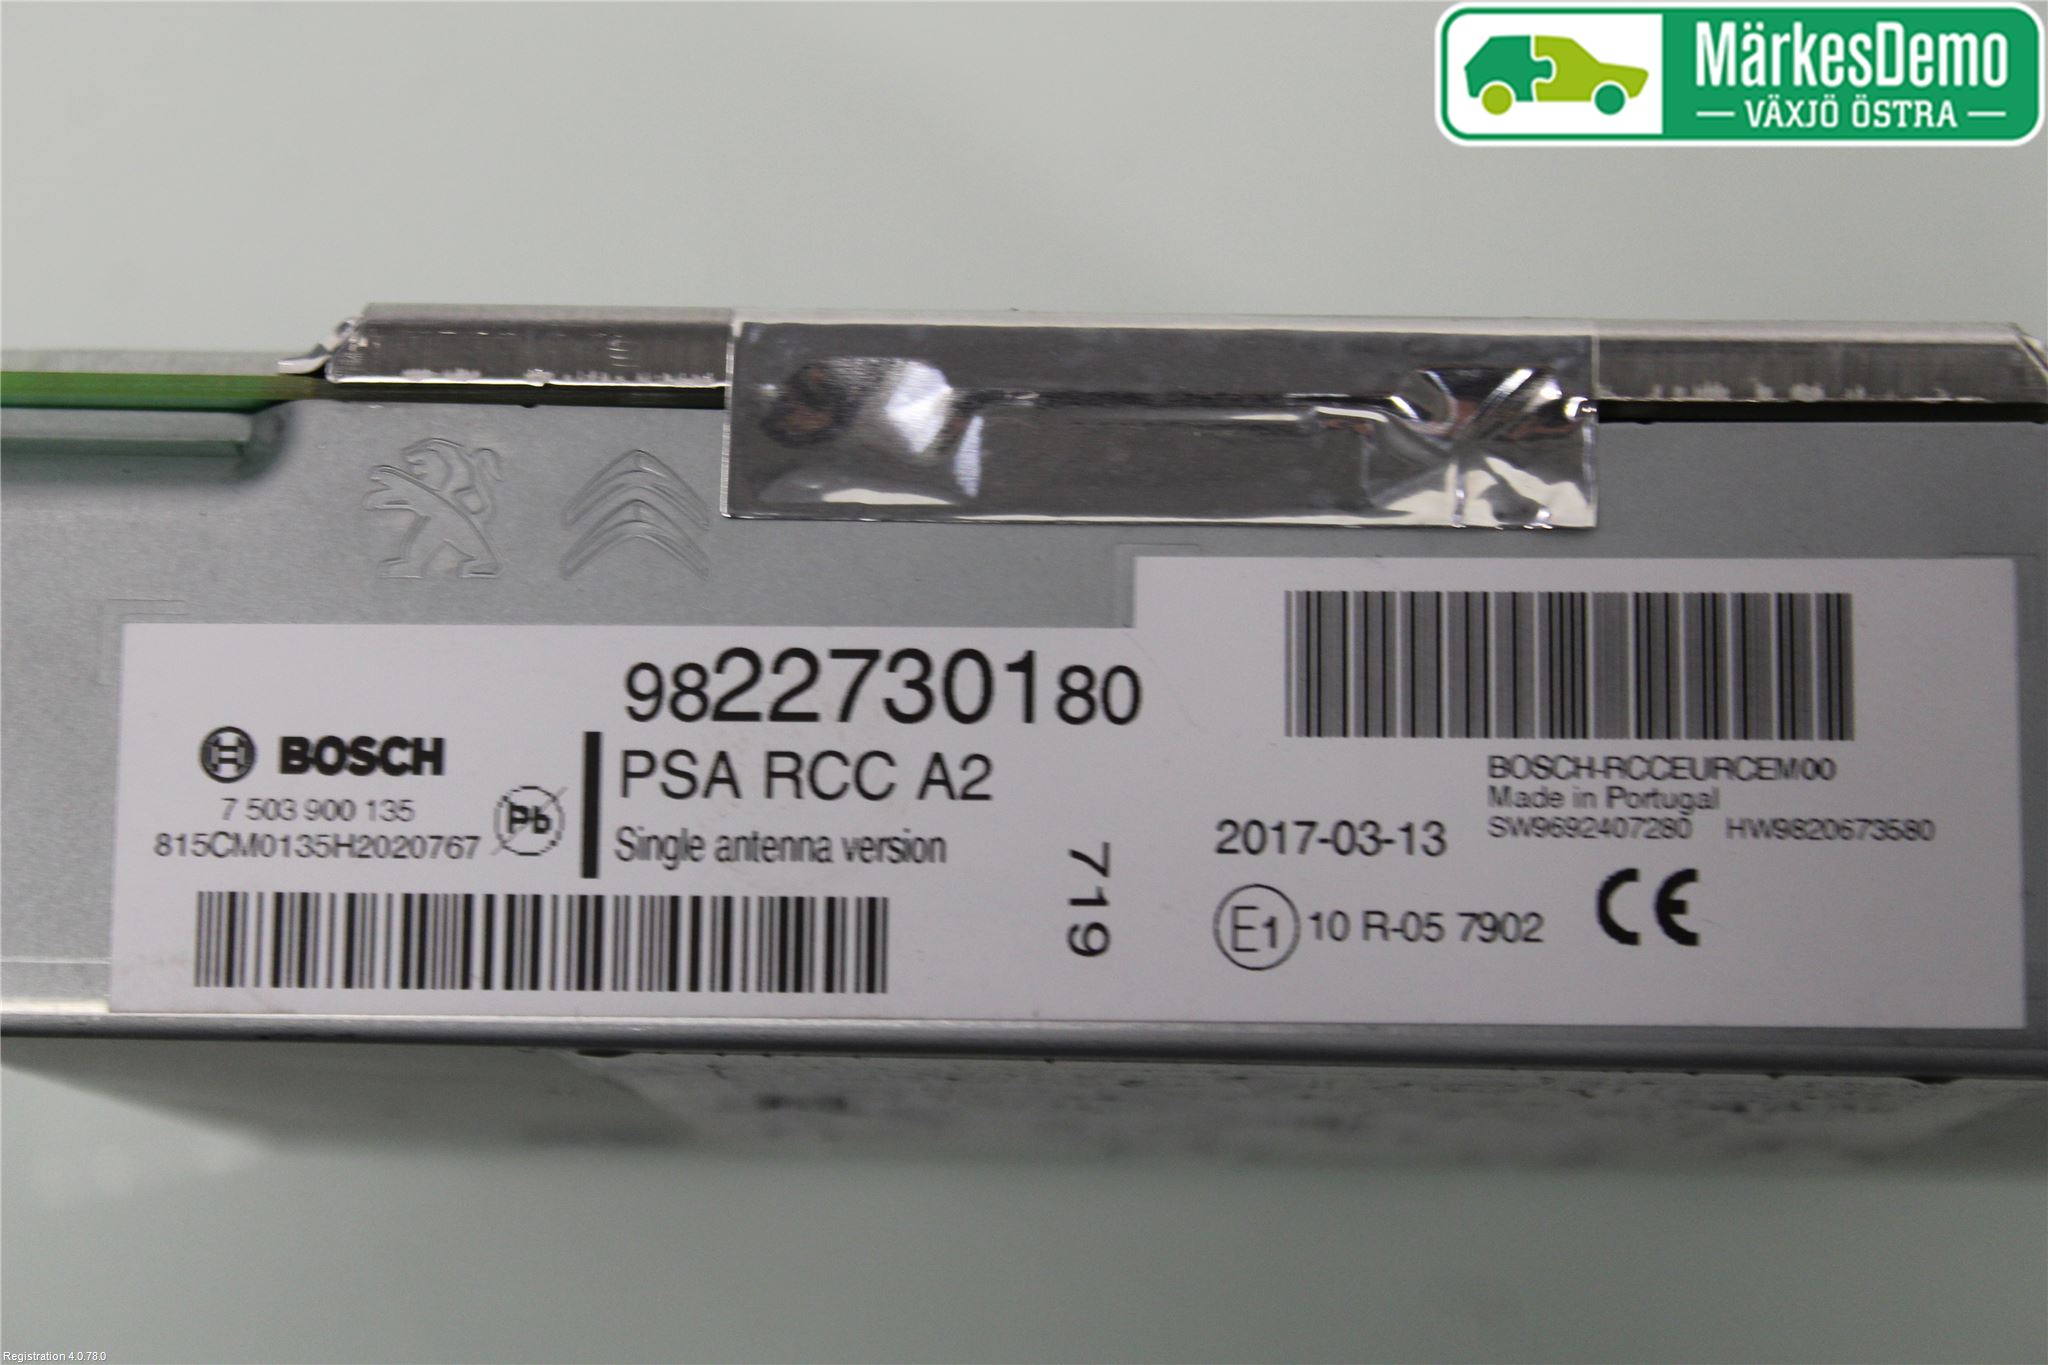 MärkesDemo
VÄXJÖ ÖSTRA
9822730180
BOSCH
PSA RCC A2
7 503 900 135
Pb
815CM0135H2020767
Single antenna version
719
BOSCH-RCCEURCEM00
Made in Portugal
2017-03-13
SW9692407280 HW9820673580
E1 10 R-05 7902 CE
Registration 4.0.78.0